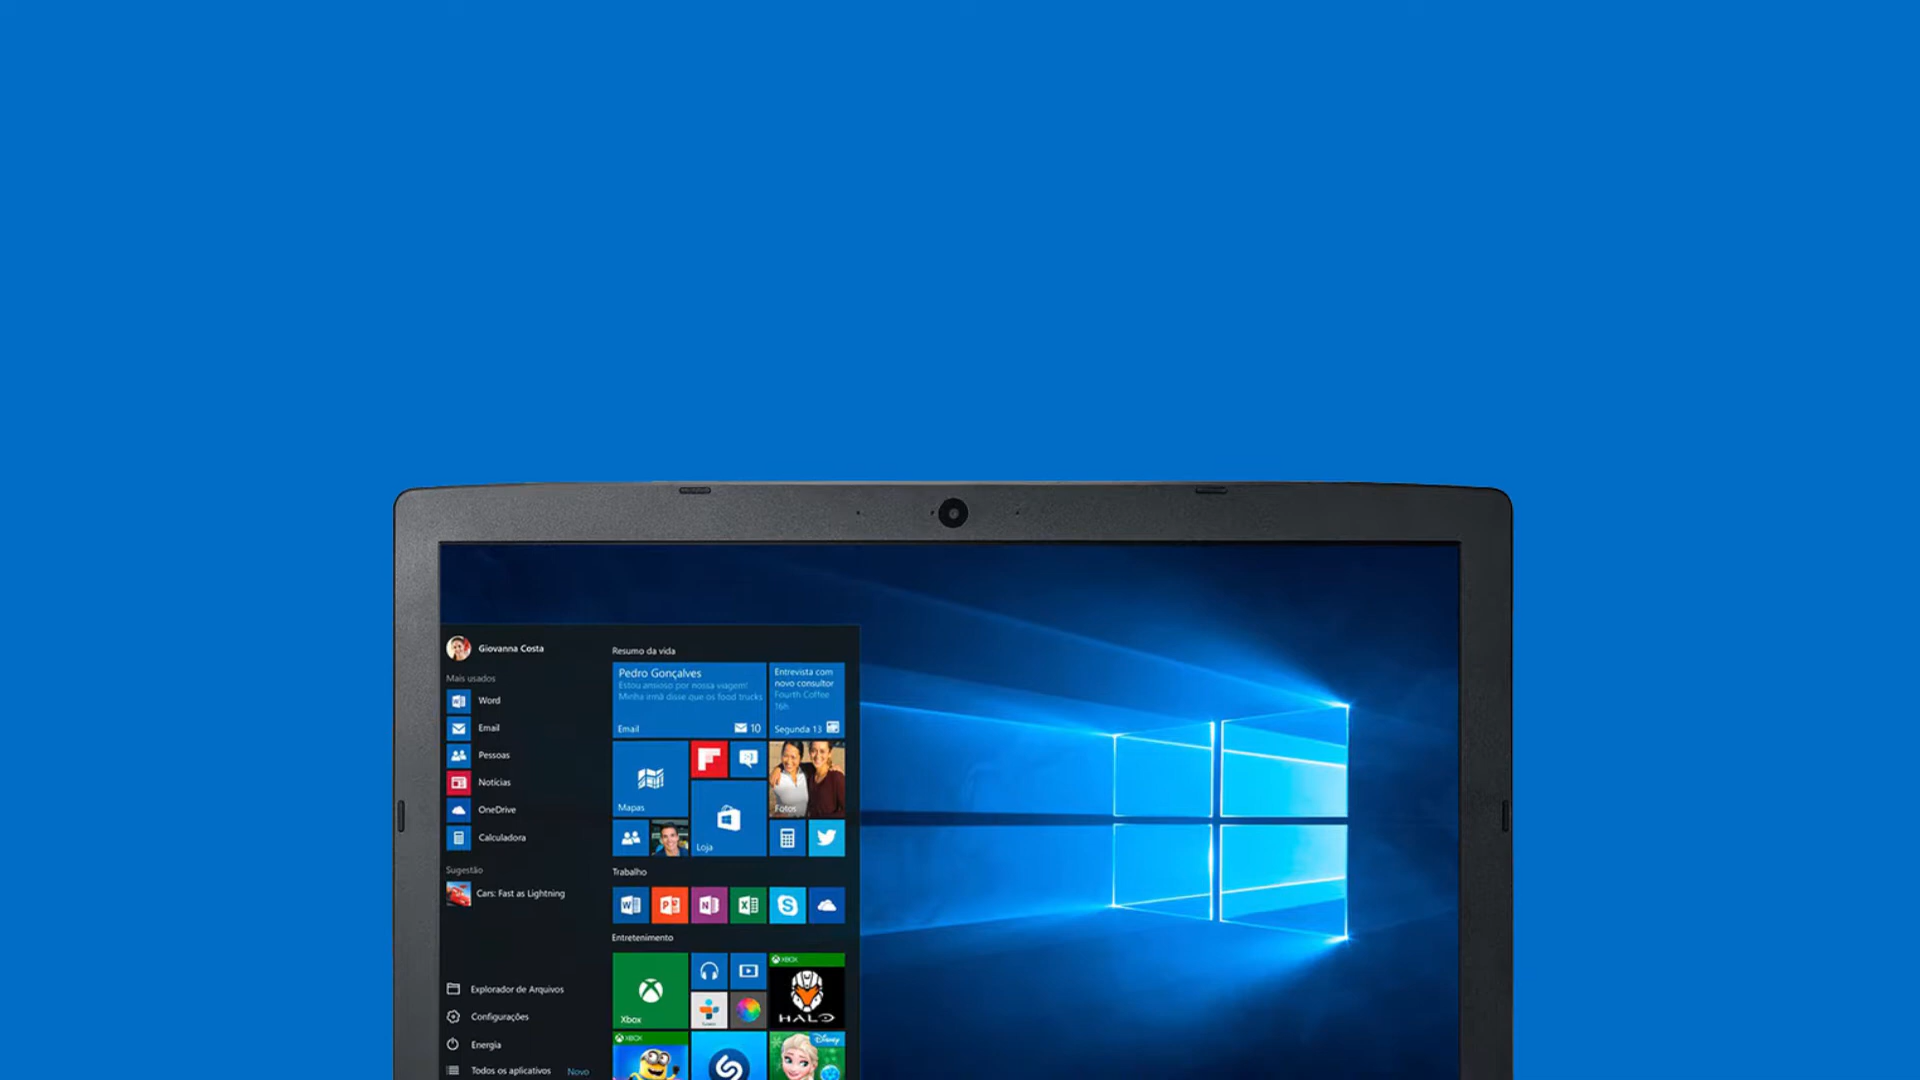 Giovanna Costa
Mais usados
Word
Email
Pessoas
Notícias
OneDrive
Calculadora
Sugestão
Cars: Fast as Lightning
Explorador de Arquivos
Configurações
Energia
Todos os aplicativos Novo
Resumo da vida
Pedro Gonçalves
Estou ansioso por nossa viagem!
Minha irmã disse que os food trucks
Email 10
Entrevista com
novo consultor
Fourth Coffee
16h
Segunda 13
Mapas
Loja
Fotos
Trabalho
Entretenimento
Xbox
XBOX
HALO
XBOX
Disney